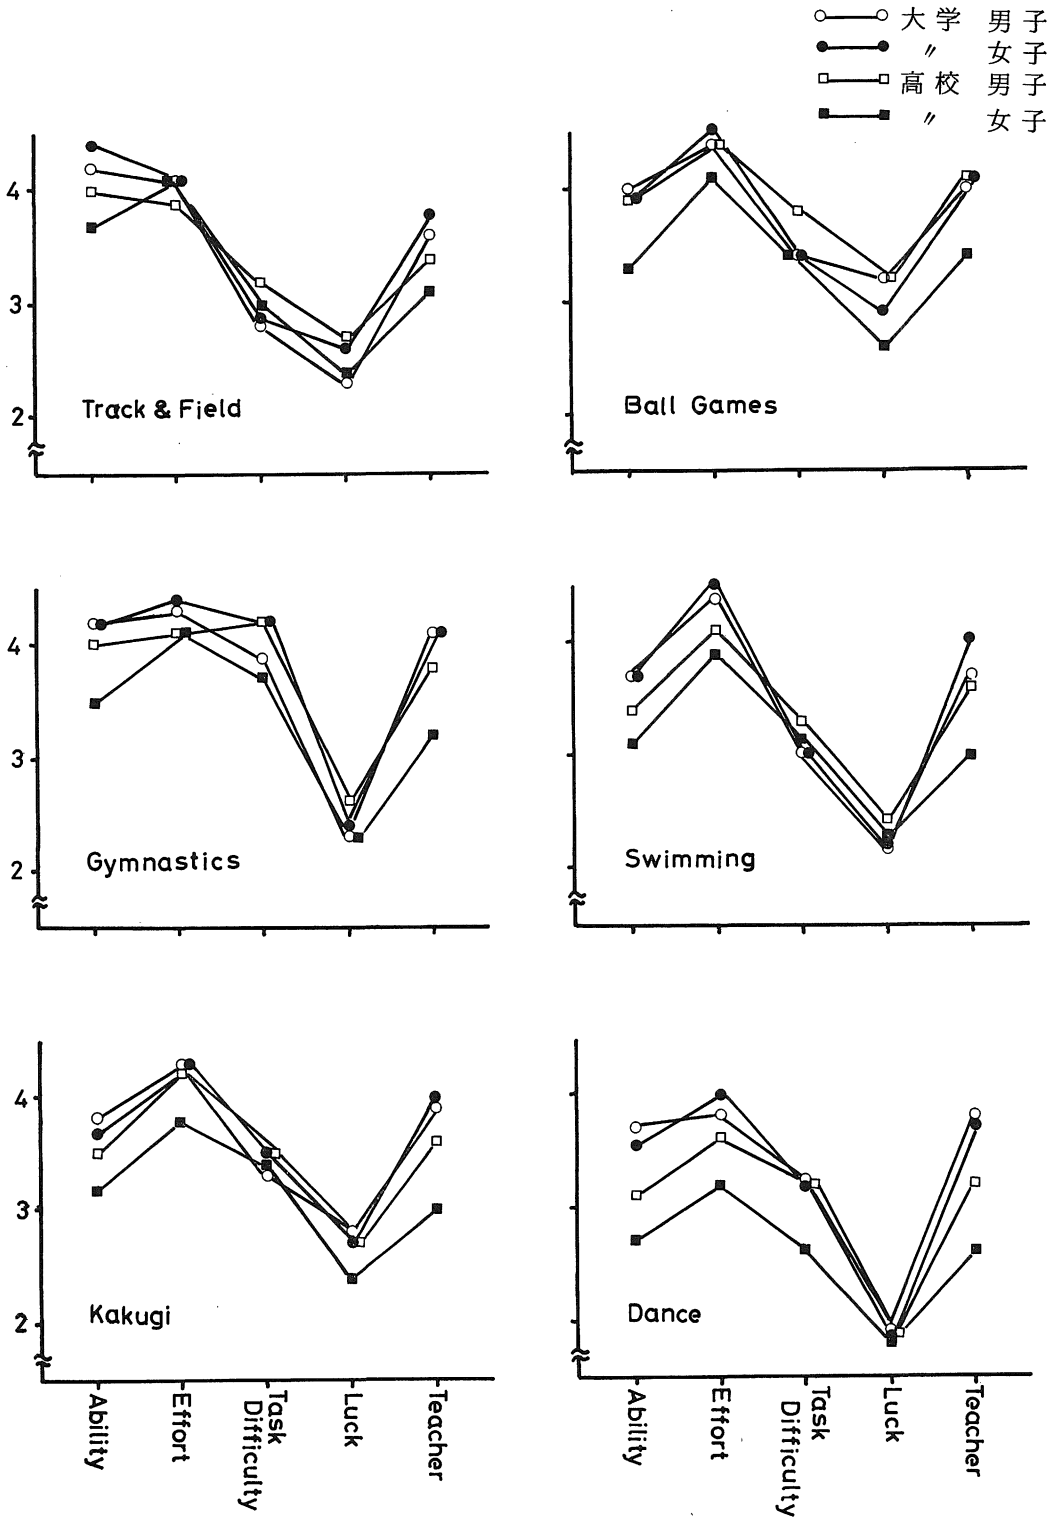 大学 男子
〃 女子
高校 男子
〃 女子
4
3
2
Track & Field
Ball Games
4
3
2
Gymnastics
Swimming
4
3
2
Kakugi
Dance
Ability
Effort
Task
Difficulty
Luck
Teacher
Ability
Effort
Task
Difficulty
Luck
Teacher